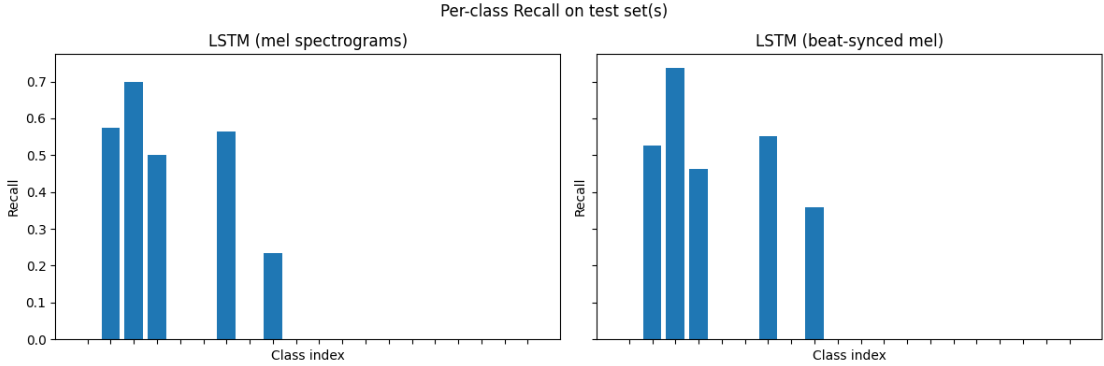 Per-class Recall on test set(s)
LSTM (mel spectrograms)
LSTM (beat-synced mel)
0.7
0.6
0.5
0.4
0.3
0.2
0.1
0.0
Recall
Recall
Class index
Class index